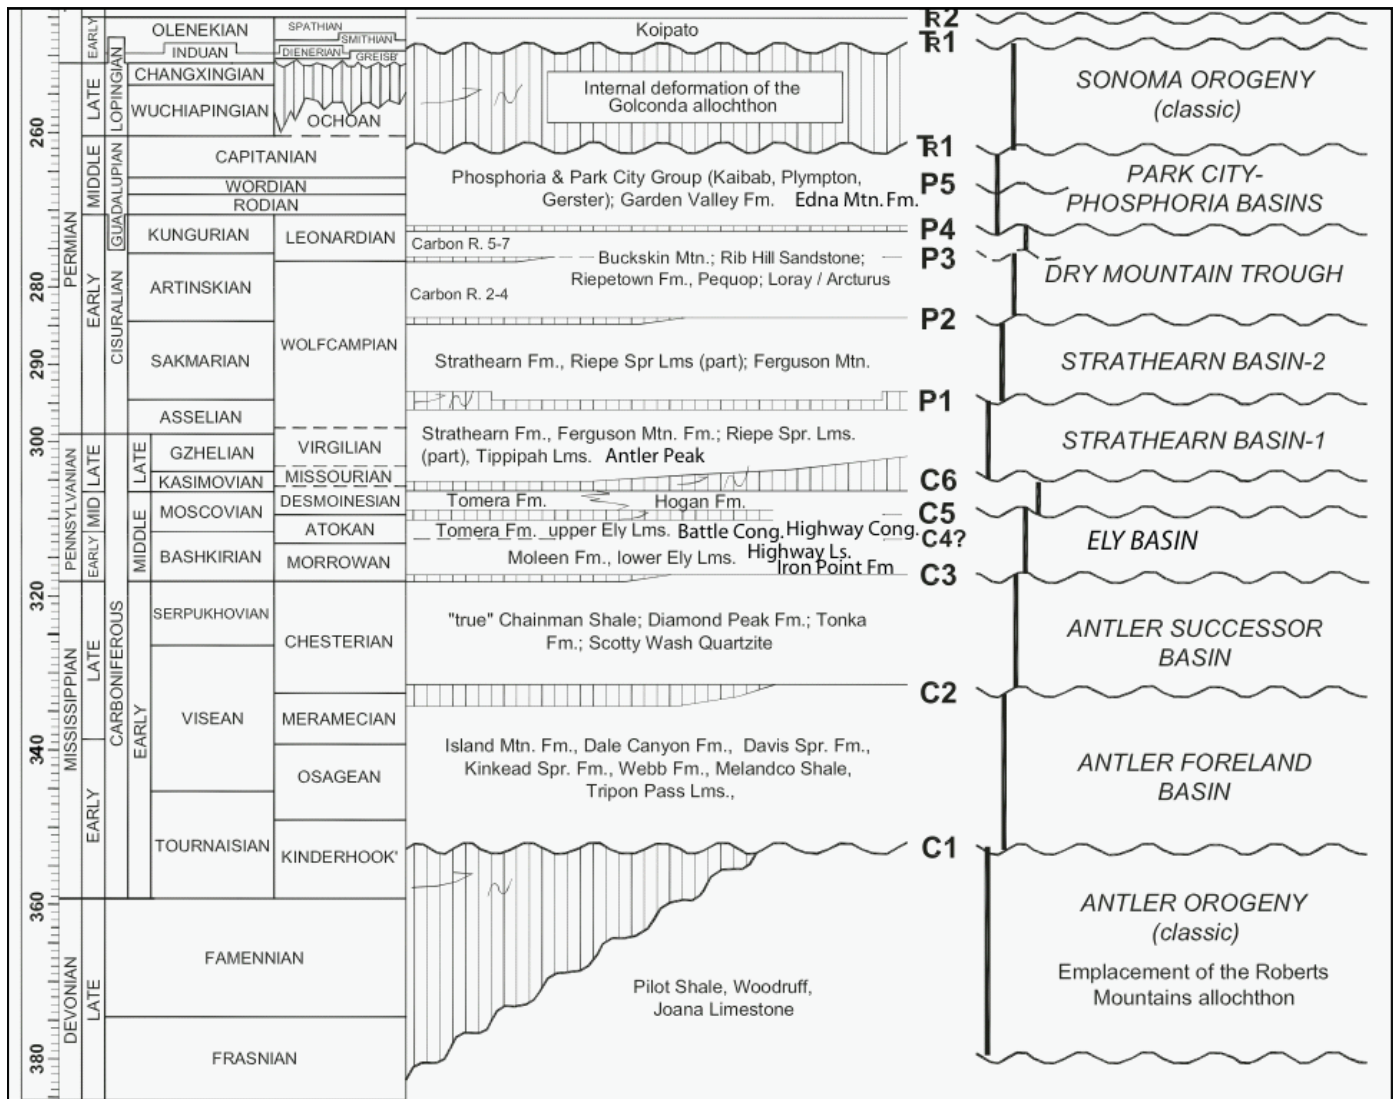 EARLY
OLENEKIAN
SPATHIAN
SMITHIAN
INDUAN
DIENERIAN
GREISB'
Koipato
TR2
TR1
LATE
LOPINGIAN
CHANGXINGIAN
WUCHIAPINGIAN
OCHOAN
Internal deformation of the
Golconda allochthon
SONOMA OROGENY
(classic)
260
PERMIAN
MIDDLE
GUADALUPIAN
CAPITANIAN
WORDIAN
RODIAN
Phosphoria & Park City Group (Kaibab, Plympton,
Gerster); Garden Valley Fm. Edna Mtn. Fm.
TR1
P5
PARK CITY-
PHOSPHORIA BASINS
P4
KUNGURIAN
LEONARDIAN
Carbon R. 5-7
P3
EARLY
CISURALIAN
ARTINSKIAN
280
Buckskin Mtn.; Rib Hill Sandstone;
Riepetown Fm., Pequop; Loray / Arcturus
Carbon R. 2-4
DRY MOUNTAIN TROUGH
P2
WOLFCAMPIAN
SAKMARIAN
290
Strathearn Fm., Riepe Spr Lms (part); Ferguson Mtn.
STRATHEARN BASIN-2
P1
ASSELIAN
300
PENNSYLVANIAN
LATE
LATE
GZHELIAN
VIRGILIAN
Strathearn Fm., Ferguson Mtn. Fm.; Riepe Spr. Lms.
(part), Tippipah Lms. Antler Peak
STRATHEARN BASIN-1
KASIMOVIAN
MISSOURIAN
C6
MID
MIDDLE
MOSCOVIAN
DESMOINESIAN
Tomera Fm.
Hogan Fm.
C5
ATOKAN
Tomera Fm. upper Ely Lms. Battle Cong. Highway Cong.
C4?
ELY BASIN
EARLY
BASHKIRIAN
MORROWAN
Moleen Fm., lower Ely Lms. Highway Ls.
Iron Point Fm
C3
320
CARBONIFEROUS
MISSISSIPPIAN
LATE
SERPUKHOVIAN
CHESTERIAN
"true" Chainman Shale; Diamond Peak Fm.; Tonka
Fm.; Scotty Wash Quartzite
ANTLER SUCCESSOR
BASIN
C2
EARLY
VISEAN
MERAMECIAN
340
OSAGEAN
Island Mtn. Fm., Dale Canyon Fm., Davis Spr. Fm.,
Kinkead Spr. Fm., Webb Fm., Melandco Shale,
Tripon Pass Lms.,
ANTLER FORELAND
BASIN
EARLY
TOURNAISIAN
KINDERHOOK'
C1
360
DEVONIAN
LATE
FAMENNIAN
ANTLER OROGENY
(classic)
Emplacement of the Roberts
Mountains allochthon
Pilot Shale, Woodruff,
Joana Limestone
FRASNIAN
380